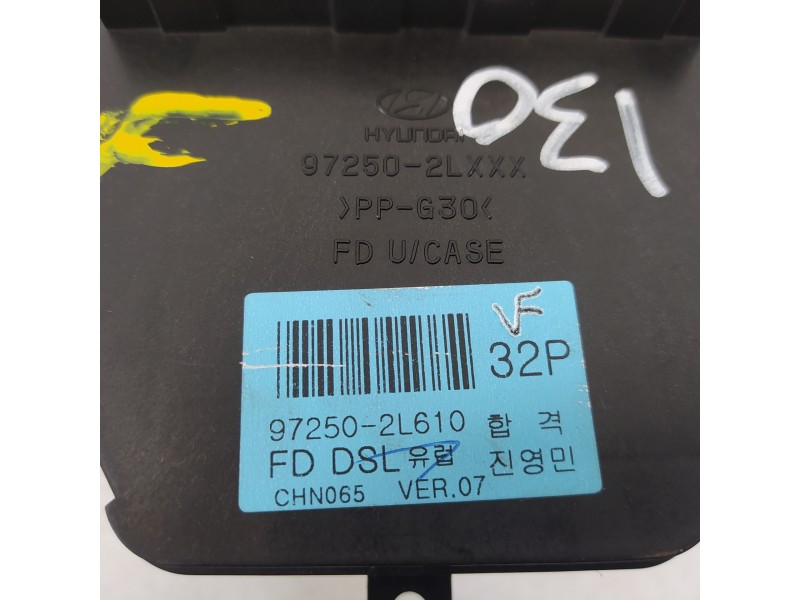 130
HYUNDAI
97250-2LXXX
>PP-G30<
FD U/CASE
VF
32P
97250-2L610 합 격
FD DSL 유럽 진영민
CHN065 VER.07